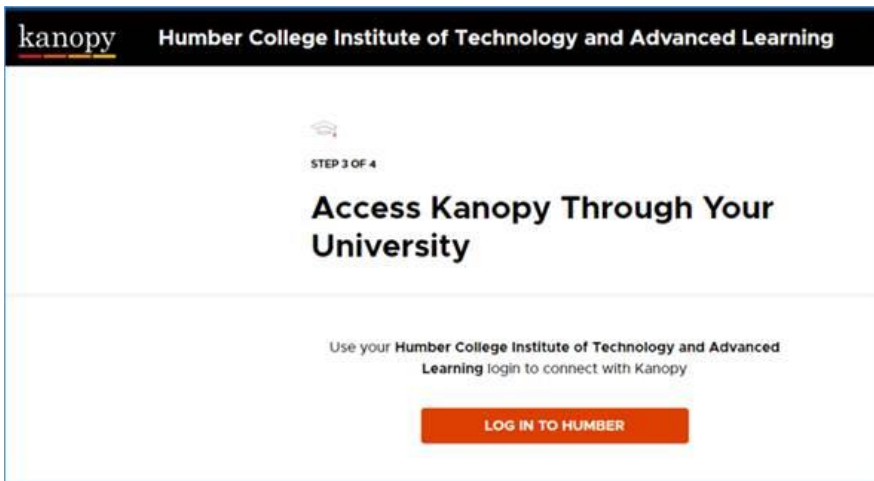 kanopy Humber College Institute of Technology and Advanced Learning
STEP 3 OF 4
Access Kanopy Through Your
University
Use your Humber College Institute of Technology and Advanced
Learning login to connect with Kanopy
LOG IN TO HUMBER